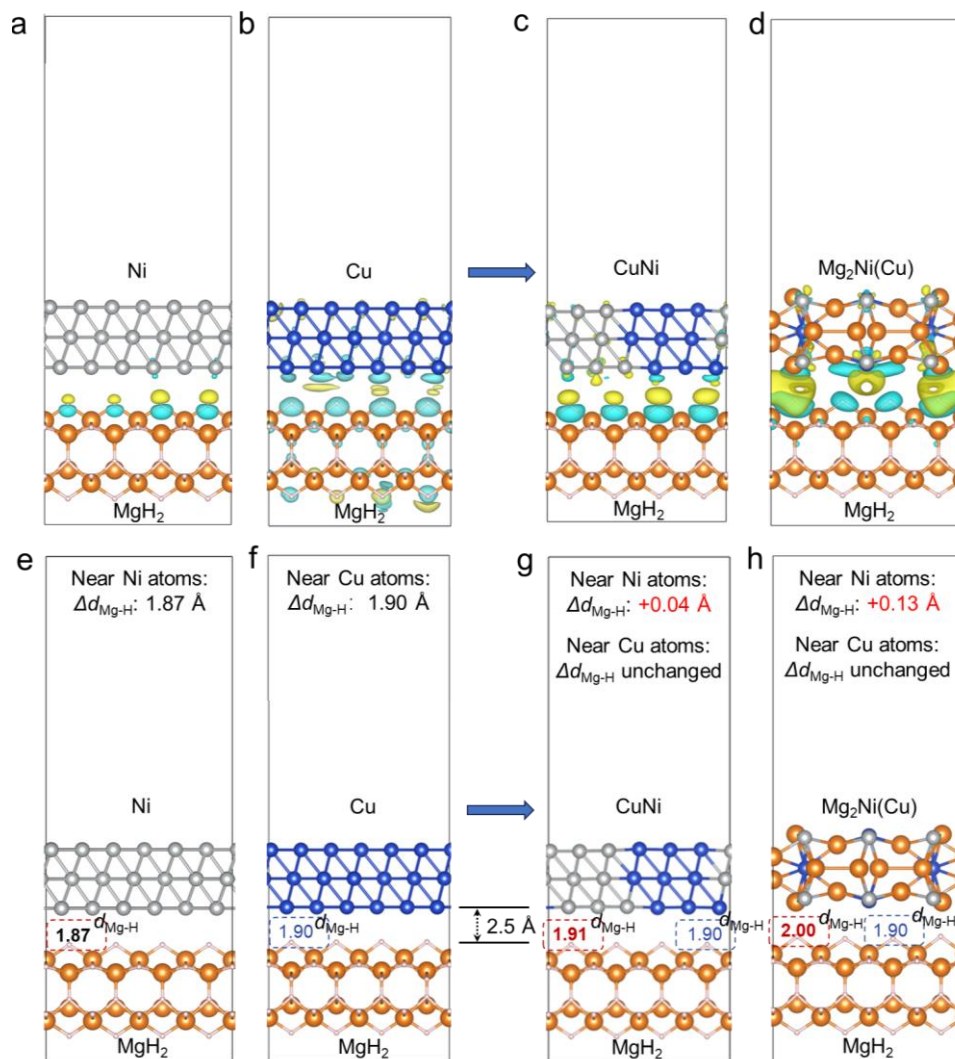 a
b
c
d
Ni
Cu
CuNi
Mg₂Ni(Cu)
MgH₂
MgH₂
MgH₂
MgH₂
e
f
g
h
Near Ni atoms:
Δd_Mg-H: 1.87 Å
Near Cu atoms:
Δd_Mg-H: 1.90 Å
Near Ni atoms:
Δd_Mg-H: +0.04 Å
Near Cu atoms:
Δd_Mg-H unchanged
Near Ni atoms:
Δd_Mg-H: +0.13 Å
Near Cu atoms:
Δd_Mg-H unchanged
Ni
Cu
CuNi
Mg₂Ni(Cu)
1.87 d_Mg-H
1.90 d_Mg-H
2.5 Å
1.91 d_Mg-H
1.90 d_Mg-H
2.00 d_Mg-H
1.90 d_Mg-H
MgH₂
MgH₂
MgH₂
MgH₂